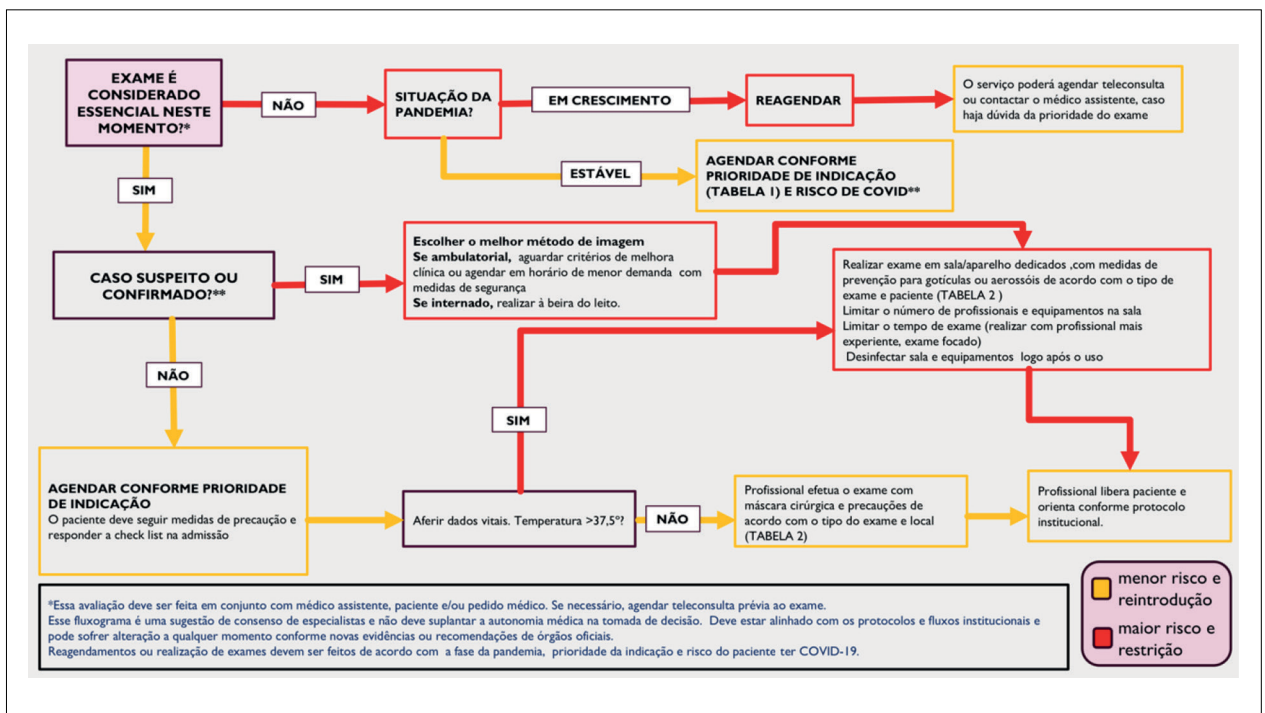 EXAME É
CONSIDERADO
ESSENCIAL NESTE
MOMENTO?*
NÃO
SITUAÇÃO DA
PANDEMIA?
EM CRESCIMENTO
REAGENDAR
O serviço poderá agendar teleconsulta
ou contactar o médico assistente, caso
haja dúvida da prioridade do exame
ESTÁVEL
AGENDAR CONFORME
PRIORIDADE DE INDICAÇÃO
(TABELA 1) E RISCO DE COVID**
SIM
CASO SUSPEITO OU
CONFIRMADO?**
SIM
Escolher o melhor método de imagem
Se ambulatorial, aguardar critérios de melhora
clínica ou agendar em horário de menor demanda com
medidas de segurança
Se internado, realizar à beira do leito.
Realizar exame em sala/aparelho dedicados ,com medidas de
prevenção para gotículas ou aerossóis de acordo com o tipo de
exame e paciente (TABELA 2 )
Limitar o número de profissionais e equipamentos na sala
Limitar o tempo de exame (realizar com profissional mais
experiente, exame focado)
Desinfectar sala e equipamentos logo após o uso
NÃO
SIM
AGENDAR CONFORME PRIORIDADE
DE INDICAÇÃO
O paciente deve seguir medidas de precaução e
responder a check list na admissão
Aferir dados vitais. Temperatura >37,5º?
NÃO
Profissional efetua o exame com
máscara cirúrgica e precauções de
acordo com o tipo do exame e local
(TABELA 2)
Profissional libera paciente e
orienta conforme protocolo
institucional.
*Essa avaliação deve ser feita em conjunto com médico assistente, paciente e/ou pedido médico. Se necessário, agendar teleconsulta prévia ao exame.
Esse fluxograma é uma sugestão de consenso de especialistas e não deve suplantar a autonomia médica na tomada de decisão. Deve estar alinhado com os protocolos e fluxos institucionais e
pode sofrer alteração a qualquer momento conforme novas evidências ou recomendações de órgãos oficiais.
Reagendamentos ou realização de exames devem ser feitos de acordo com a fase da pandemia, prioridade da indicação e risco do paciente ter COVID-19.
menor risco e
reintrodução
maior risco e
restrição